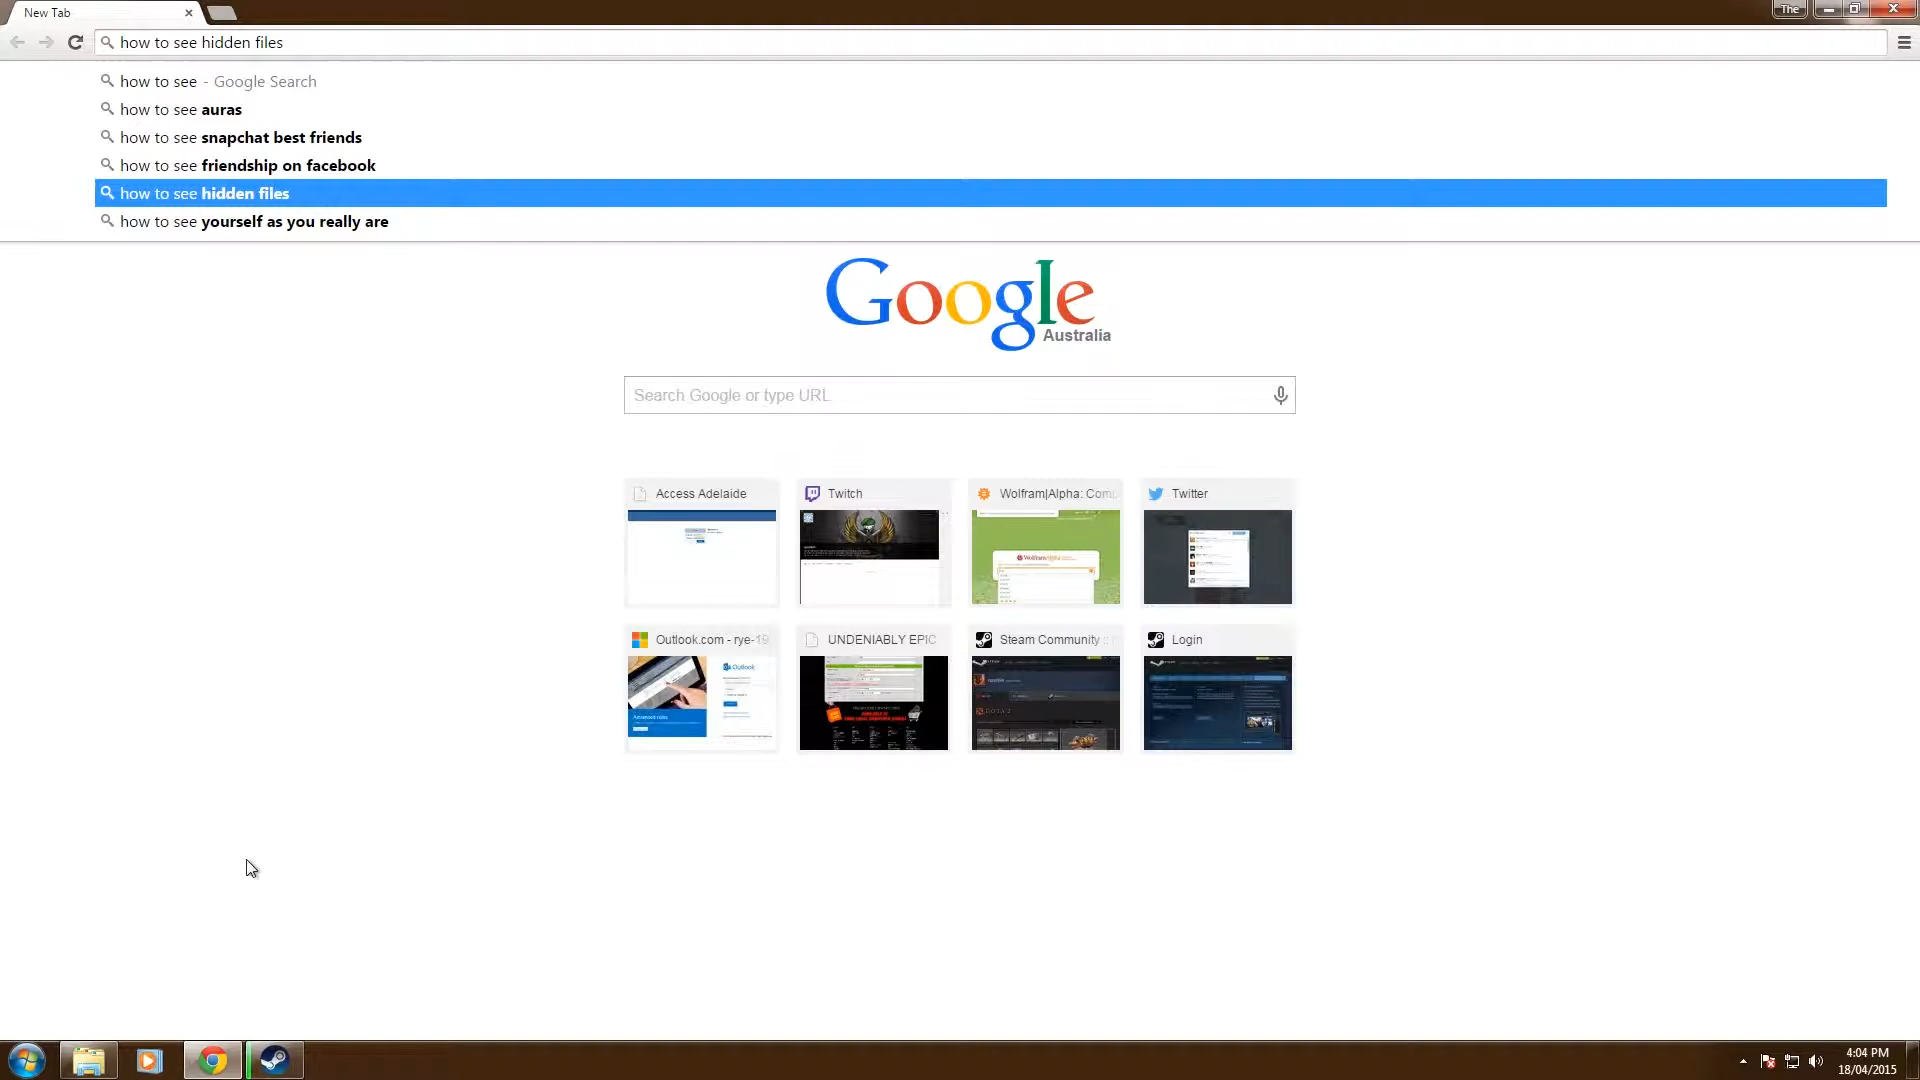 New Tab
The
how to see hidden files
how to see - Google Search
how to see auras
how to see snapchat best friends
how to see friendship on facebook
how to see hidden files
how to see yourself as you really are
Google
Australia
Search Google or type URL
Access Adelaide
Twitch
Wolfram|Alpha: Comp
Twitter
WolframAlpha
Outlook.com - rye-19
UNDENIABLY EPIC
Steam Community ::
Login
Outlook
4:04 PM
18/04/2015